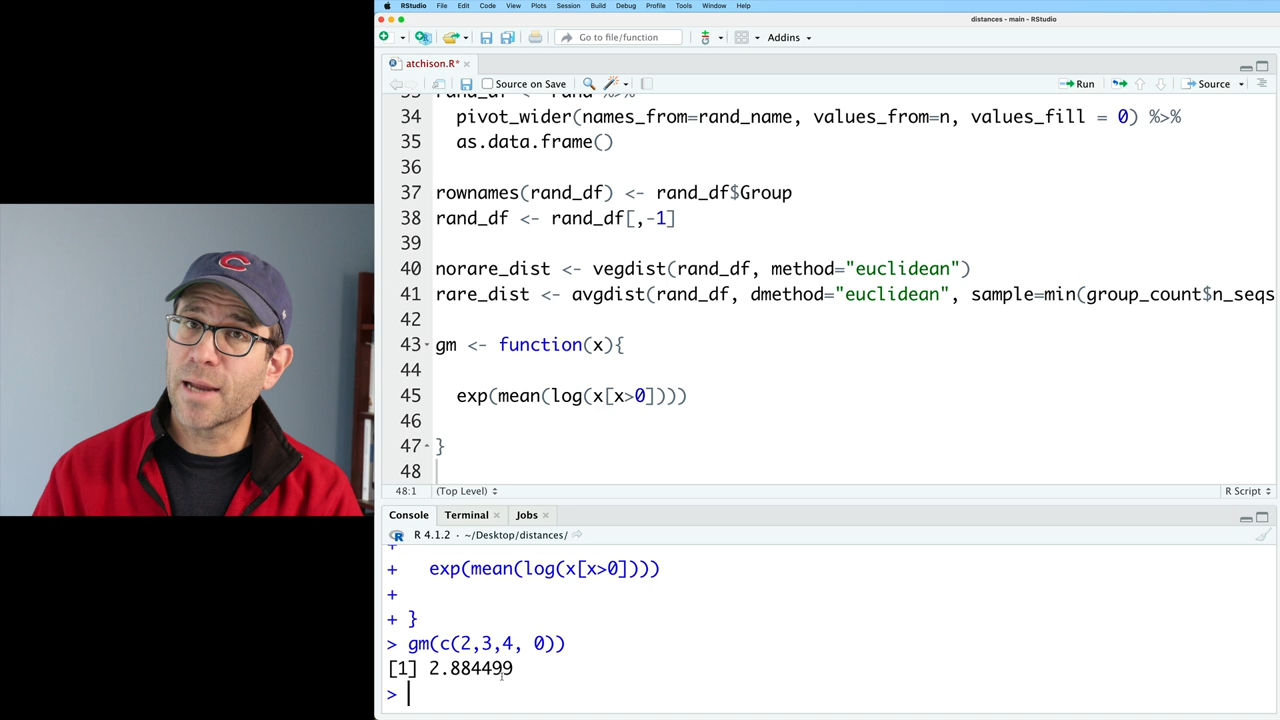 RStudio File Edit Code View Plots Session Build Debug Profile Tools Window Help
distances - main - RStudio
Go to file/function Addins
atchison.R*
Source on Save Run Source
34 pivot_wider(names_from=rand_name, values_from=n, values_fill = 0) %>%
35 as.data.frame()
36
37 rownames(rand_df) <- rand_df$Group
38 rand_df <- rand_df[,-1]
39
40 norare_dist <- vegdist(rand_df, method="euclidean")
41 rare_dist <- avgdist(rand_df, dmethod="euclidean", sample=min(group_count$n_seqs
42
43 gm <- function(x){
44
45 exp(mean(log(x[x>0])))
46
47 }
48
48:1 (Top Level) R Script
Console Terminal Jobs
R 4.1.2 · ~/Desktop/distances/
+
+ exp(mean(log(x[x>0])))
+
+ }
> gm(c(2,3,4, 0))
[1] 2.884499
>